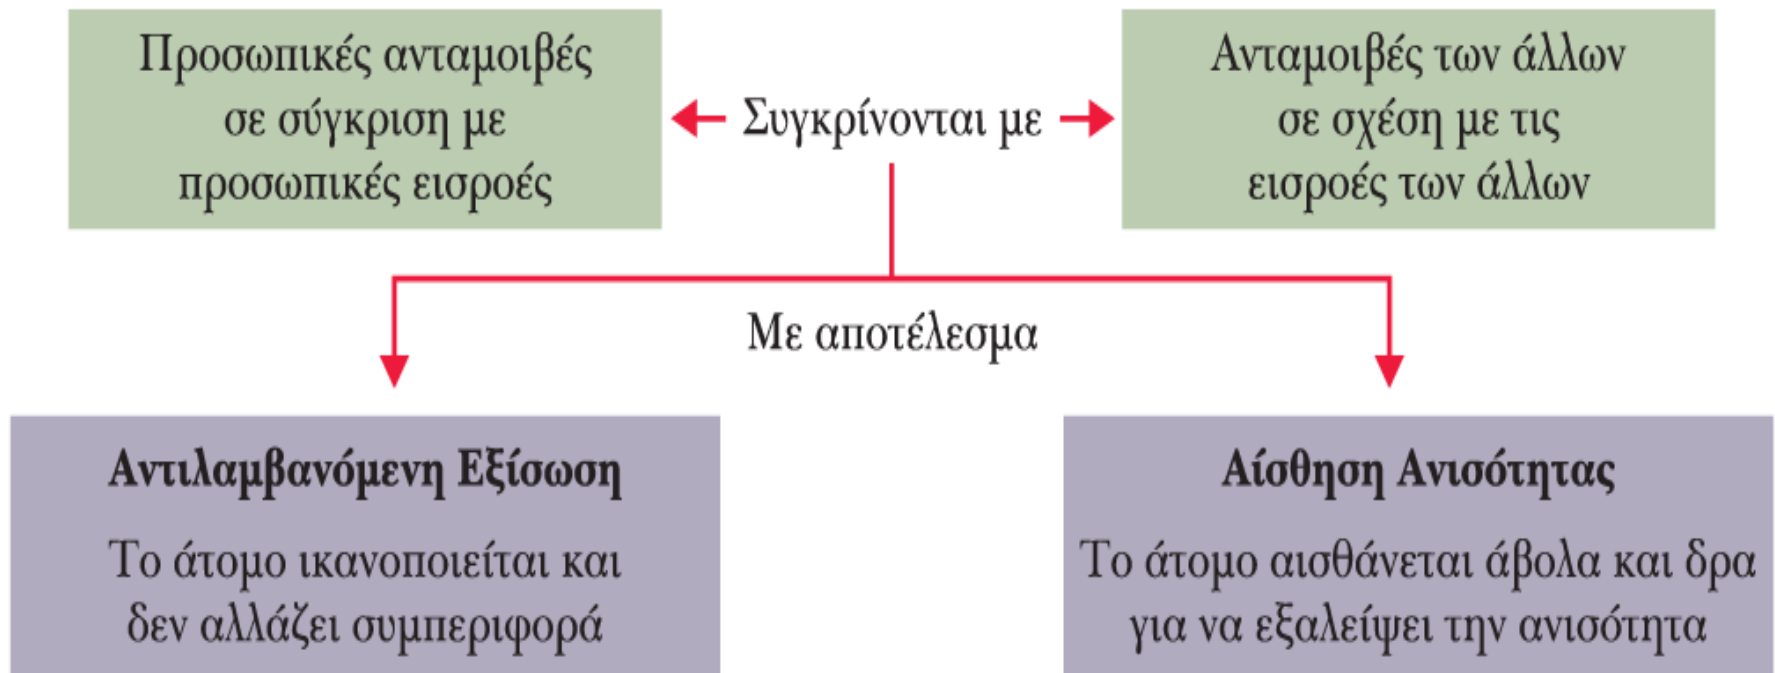 Προσωπικές ανταμοιβές
σε σύγκριση με
προσωπικές εισροές
Συγκρίνονται με
Ανταμοιβές των άλλων
σε σχέση με τις
εισροές των άλλων
Με αποτέλεσμα
Αντιλαμβανόμενη Εξίσωση
Το άτομο ικανοποιείται και
δεν αλλάζει συμπεριφορά
Αίσθηση Ανισότητας
Το άτομο αισθάνεται άβολα και δρα
για να εξαλείψει την ανισότητα